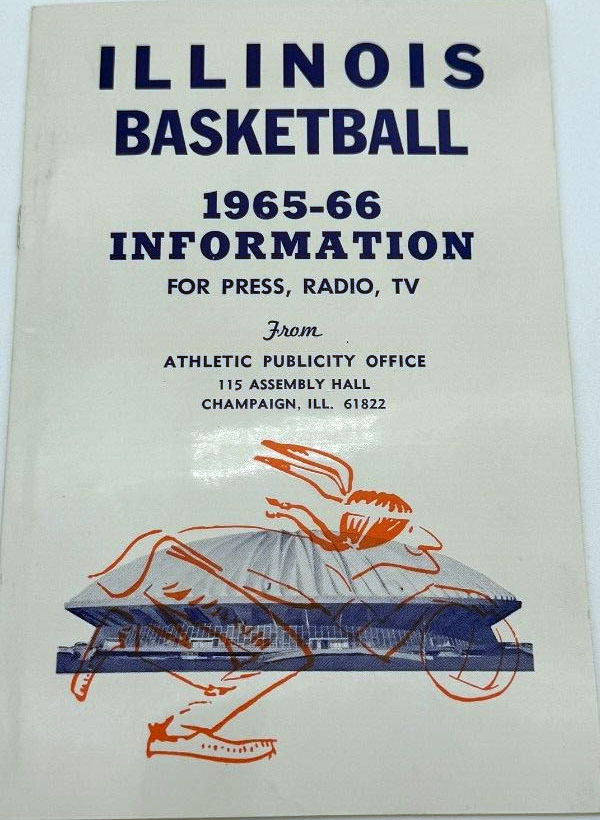 ILLINOIS
BASKETBALL
1965-66
INFORMATION
FOR PRESS, RADIO, TV
From
ATHLETIC PUBLICITY OFFICE
115 ASSEMBLY HALL
CHAMPAIGN, ILL. 61822